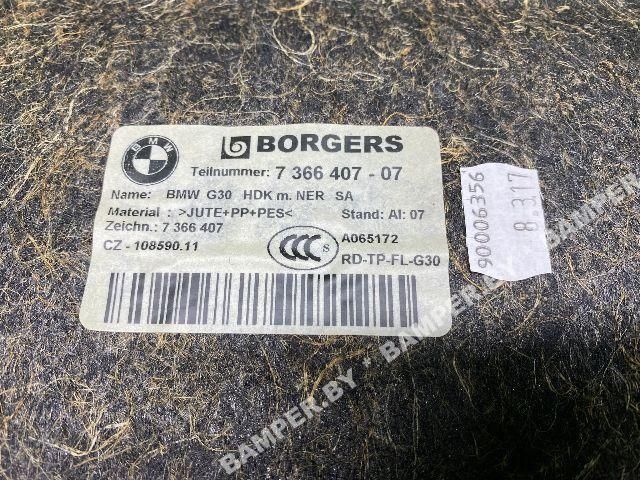 BMW
BORGERS
Teilnummer: 7 366 407 - 07
Name: BMW G30 HDK m. NER SA
Material : >JUTE+PP+PES< Stand: AI: 07
Zeichn.: 7 366 407
CZ - 108590.11
CCC S
A065172
RD-TP-FL-G30
90006356
8.317
BAMPER.BY * BAMPER.BY * BAMPER.BY